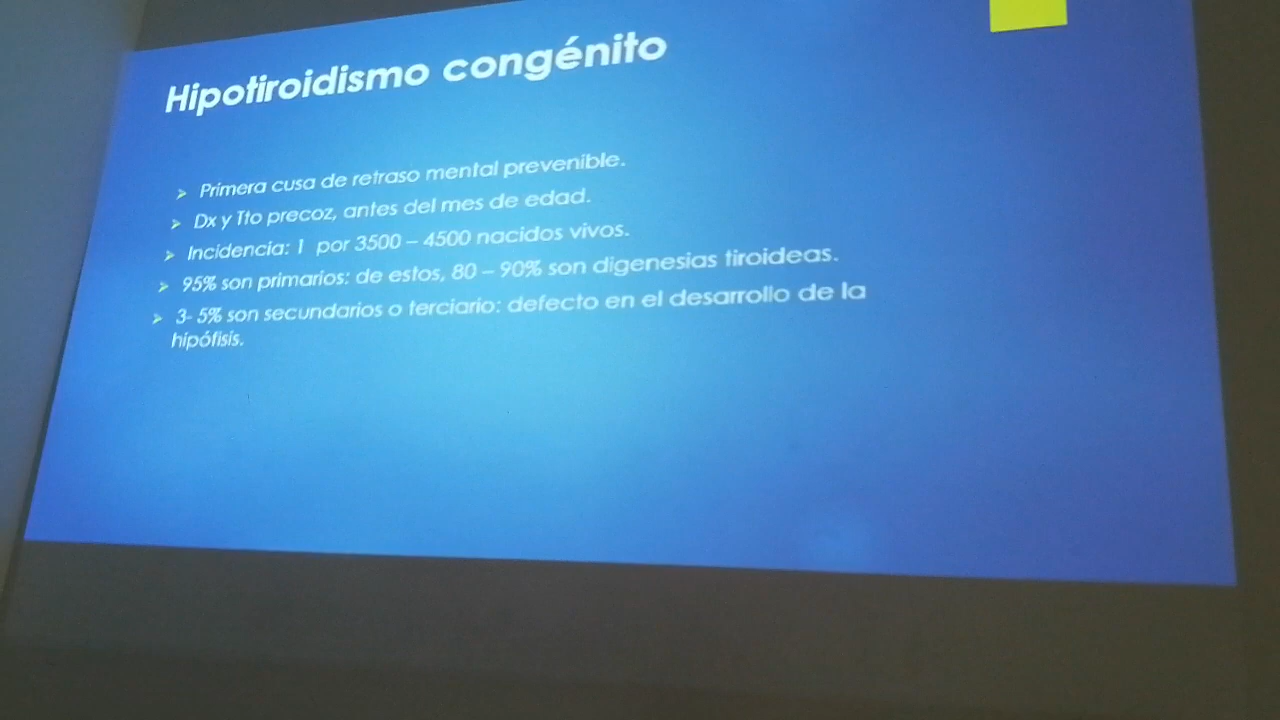 Hipotiroidismo congénito
➢ Primera cusa de retraso mental prevenible.
➢ Dx y Tto precoz, antes del mes de edad.
➢ Incidencia: 1 por 3500 – 4500 nacidos vivos.
➢ 95% son primarios: de estos, 80 – 90% son digenesias tiroideas.
➢ 3- 5% son secundarios o terciario: defecto en el desarrollo de la
hipófisis.